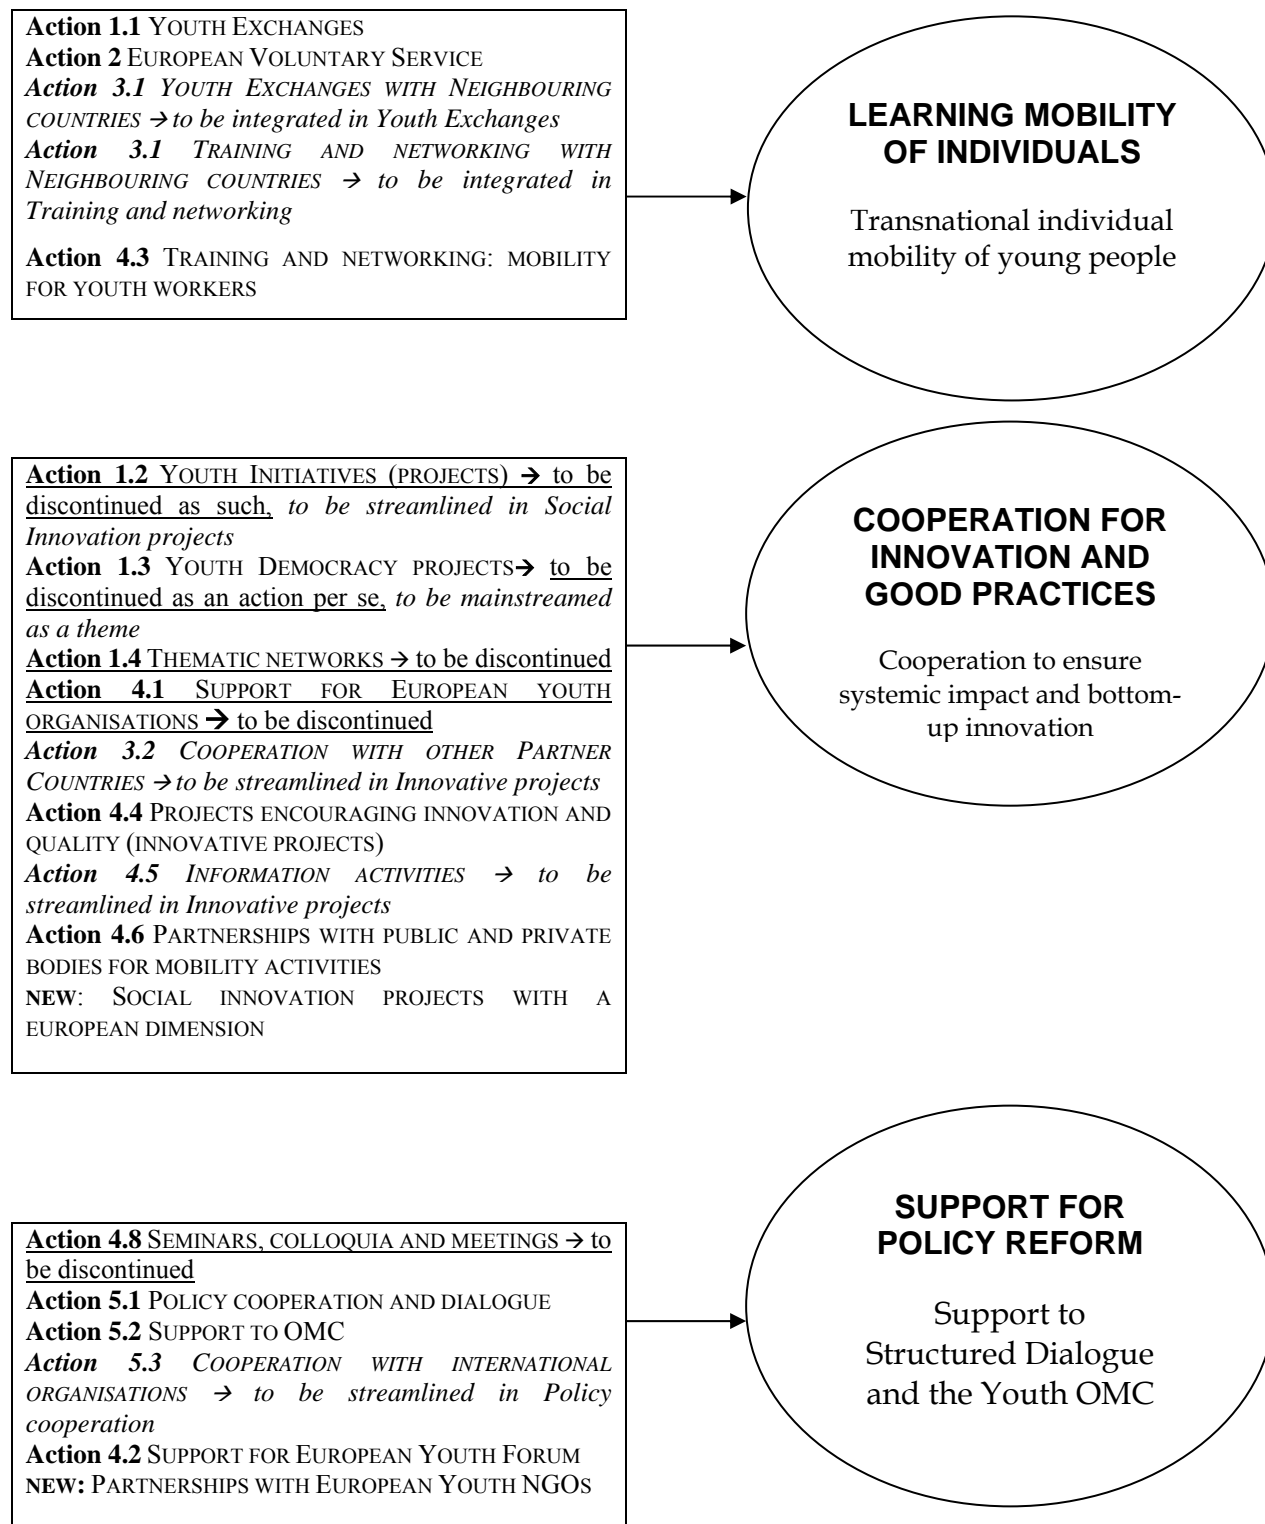 Action 1.1 YOUTH EXCHANGES
Action 2 EUROPEAN VOLUNTARY SERVICE
Action 3.1 YOUTH EXCHANGES WITH NEIGHBOURING
COUNTRIES → to be integrated in Youth Exchanges
Action 3.1 TRAINING AND NETWORKING WITH
NEIGHBOURING COUNTRIES → to be integrated in
Training and networking
Action 4.3 TRAINING AND NETWORKING: MOBILITY
FOR YOUTH WORKERS
LEARNING MOBILITY
OF INDIVIDUALS
Transnational individual
mobility of young people
Action 1.2 YOUTH INITIATIVES (PROJECTS) → to be
discontinued as such, to be streamlined in Social
Innovation projects
Action 1.3 YOUTH DEMOCRACY PROJECTS→ to be
discontinued as an action per se, to be mainstreamed
as a theme
Action 1.4 THEMATIC NETWORKS → to be discontinued
Action 4.1 SUPPORT FOR EUROPEAN YOUTH
ORGANISATIONS → to be discontinued
Action 3.2 COOPERATION WITH OTHER PARTNER
COUNTRIES → to be streamlined in Innovative projects
Action 4.4 PROJECTS ENCOURAGING INNOVATION AND
QUALITY (INNOVATIVE PROJECTS)
Action 4.5 INFORMATION ACTIVITIES → to be
streamlined in Innovative projects
Action 4.6 PARTNERSHIPS WITH PUBLIC AND PRIVATE
BODIES FOR MOBILITY ACTIVITIES
NEW: SOCIAL INNOVATION PROJECTS WITH A
EUROPEAN DIMENSION
COOPERATION FOR
INNOVATION AND
GOOD PRACTICES
Cooperation to ensure
systemic impact and bottom-
up innovation
Action 4.8 SEMINARS, COLLOQUIA AND MEETINGS → to
be discontinued
Action 5.1 POLICY COOPERATION AND DIALOGUE
Action 5.2 SUPPORT TO OMC
Action 5.3 COOPERATION WITH INTERNATIONAL
ORGANISATIONS → to be streamlined in Policy
cooperation
Action 4.2 SUPPORT FOR EUROPEAN YOUTH FORUM
NEW: PARTNERSHIPS WITH EUROPEAN YOUTH NGOS
SUPPORT FOR
POLICY REFORM
Support to
Structured Dialogue
and the Youth OMC